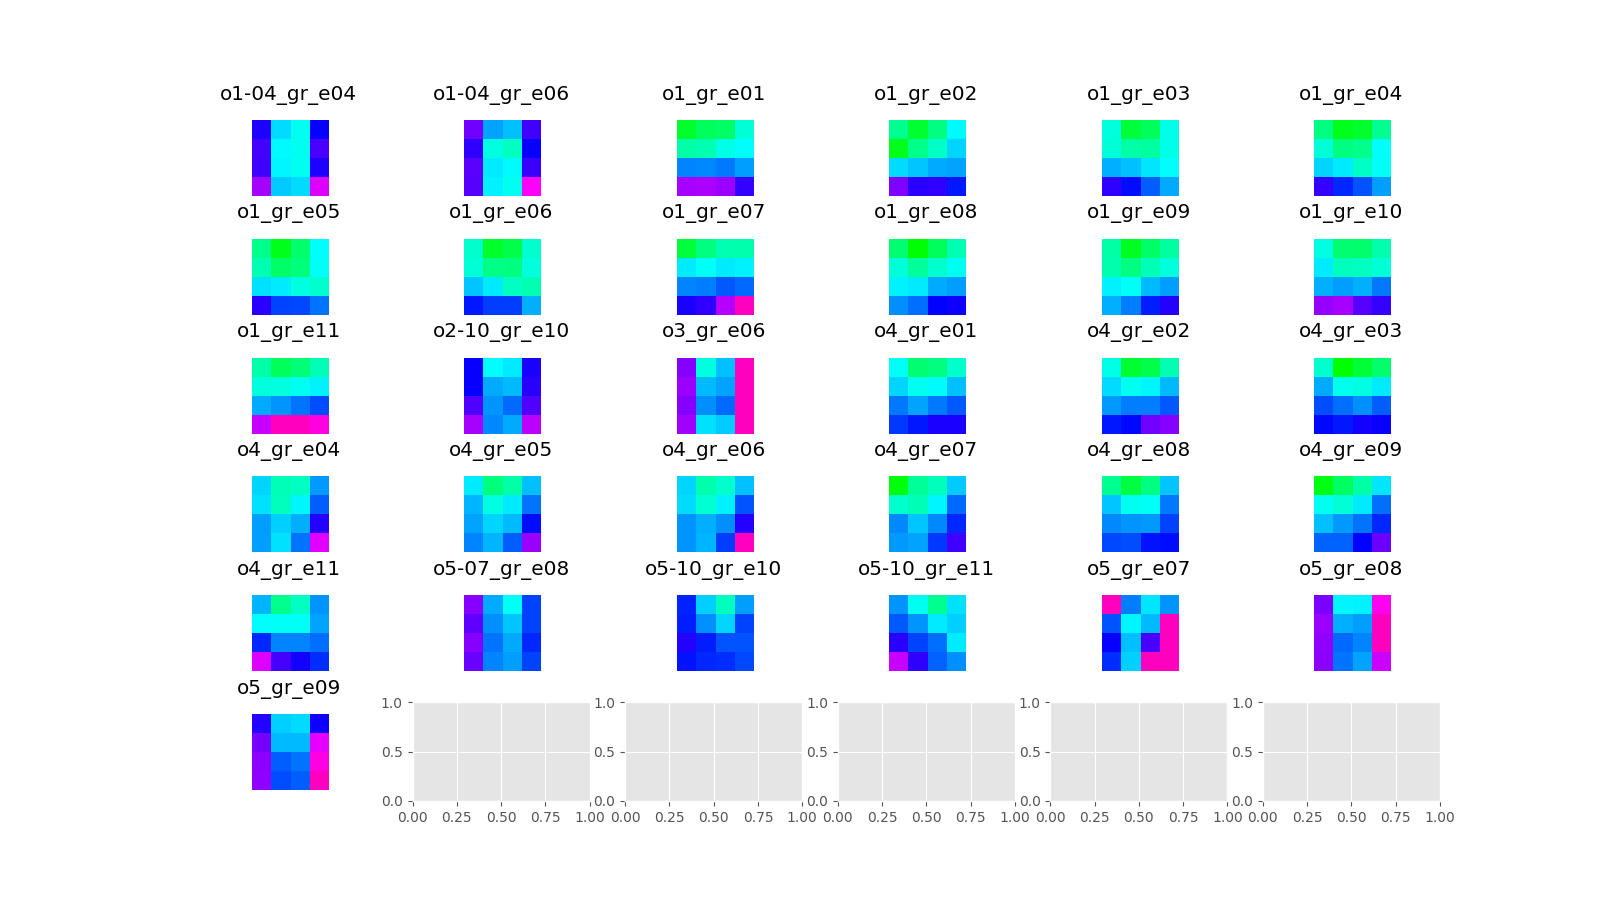 o1-04_gr_e04 o1-04_gr_e06 o1_gr_e01 o1_gr_e02 o1_gr_e03 o1_gr_e04
o1_gr_e05 o1_gr_e06 o1_gr_e07 o1_gr_e08 o1_gr_e09 o1_gr_e10
o1_gr_e11 o2-10_gr_e10 o3_gr_e06 o4_gr_e01 o4_gr_e02 o4_gr_e03
o4_gr_e04 o4_gr_e05 o4_gr_e06 o4_gr_e07 o4_gr_e08 o4_gr_e09
o4_gr_e11 o5-07_gr_e08 o5-10_gr_e10 o5-10_gr_e11 o5_gr_e07 o5_gr_e08
o5_gr_e09
1.0 1.0 1.0 1.0 1.0
0.5 0.5 0.5 0.5 0.5
0.0 0.0 0.0 0.0 0.0
0.00 0.25 0.50 0.75 1.00 0.00 0.25 0.50 0.75 1.00 0.00 0.25 0.50 0.75 1.00 0.00 0.25 0.50 0.75 1.00 0.00 0.25 0.50 0.75 1.00